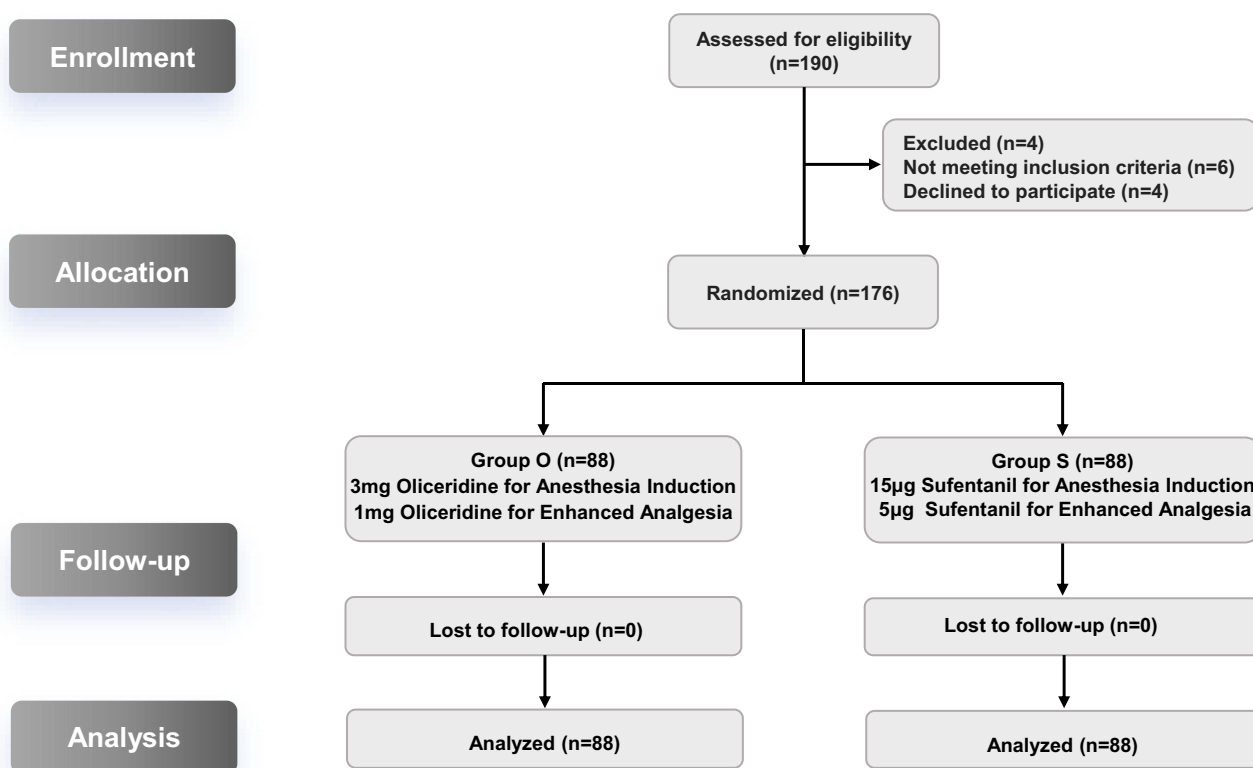 Enrollment
Assessed for eligibility
(n=190)
Excluded (n=4)
Not meeting inclusion criteria (n=6)
Declined to participate (n=4)
Allocation
Randomized (n=176)
Group O (n=88)
3mg Oliceridine for Anesthesia Induction
1mg Oliceridine for Enhanced Analgesia
Group S (n=88)
15µg Sufentanil for Anesthesia Induction
5µg Sufentanil for Enhanced Analgesia
Follow-up
Lost to follow-up (n=0)
Lost to follow-up (n=0)
Analysis
Analyzed (n=88)
Analyzed (n=88)